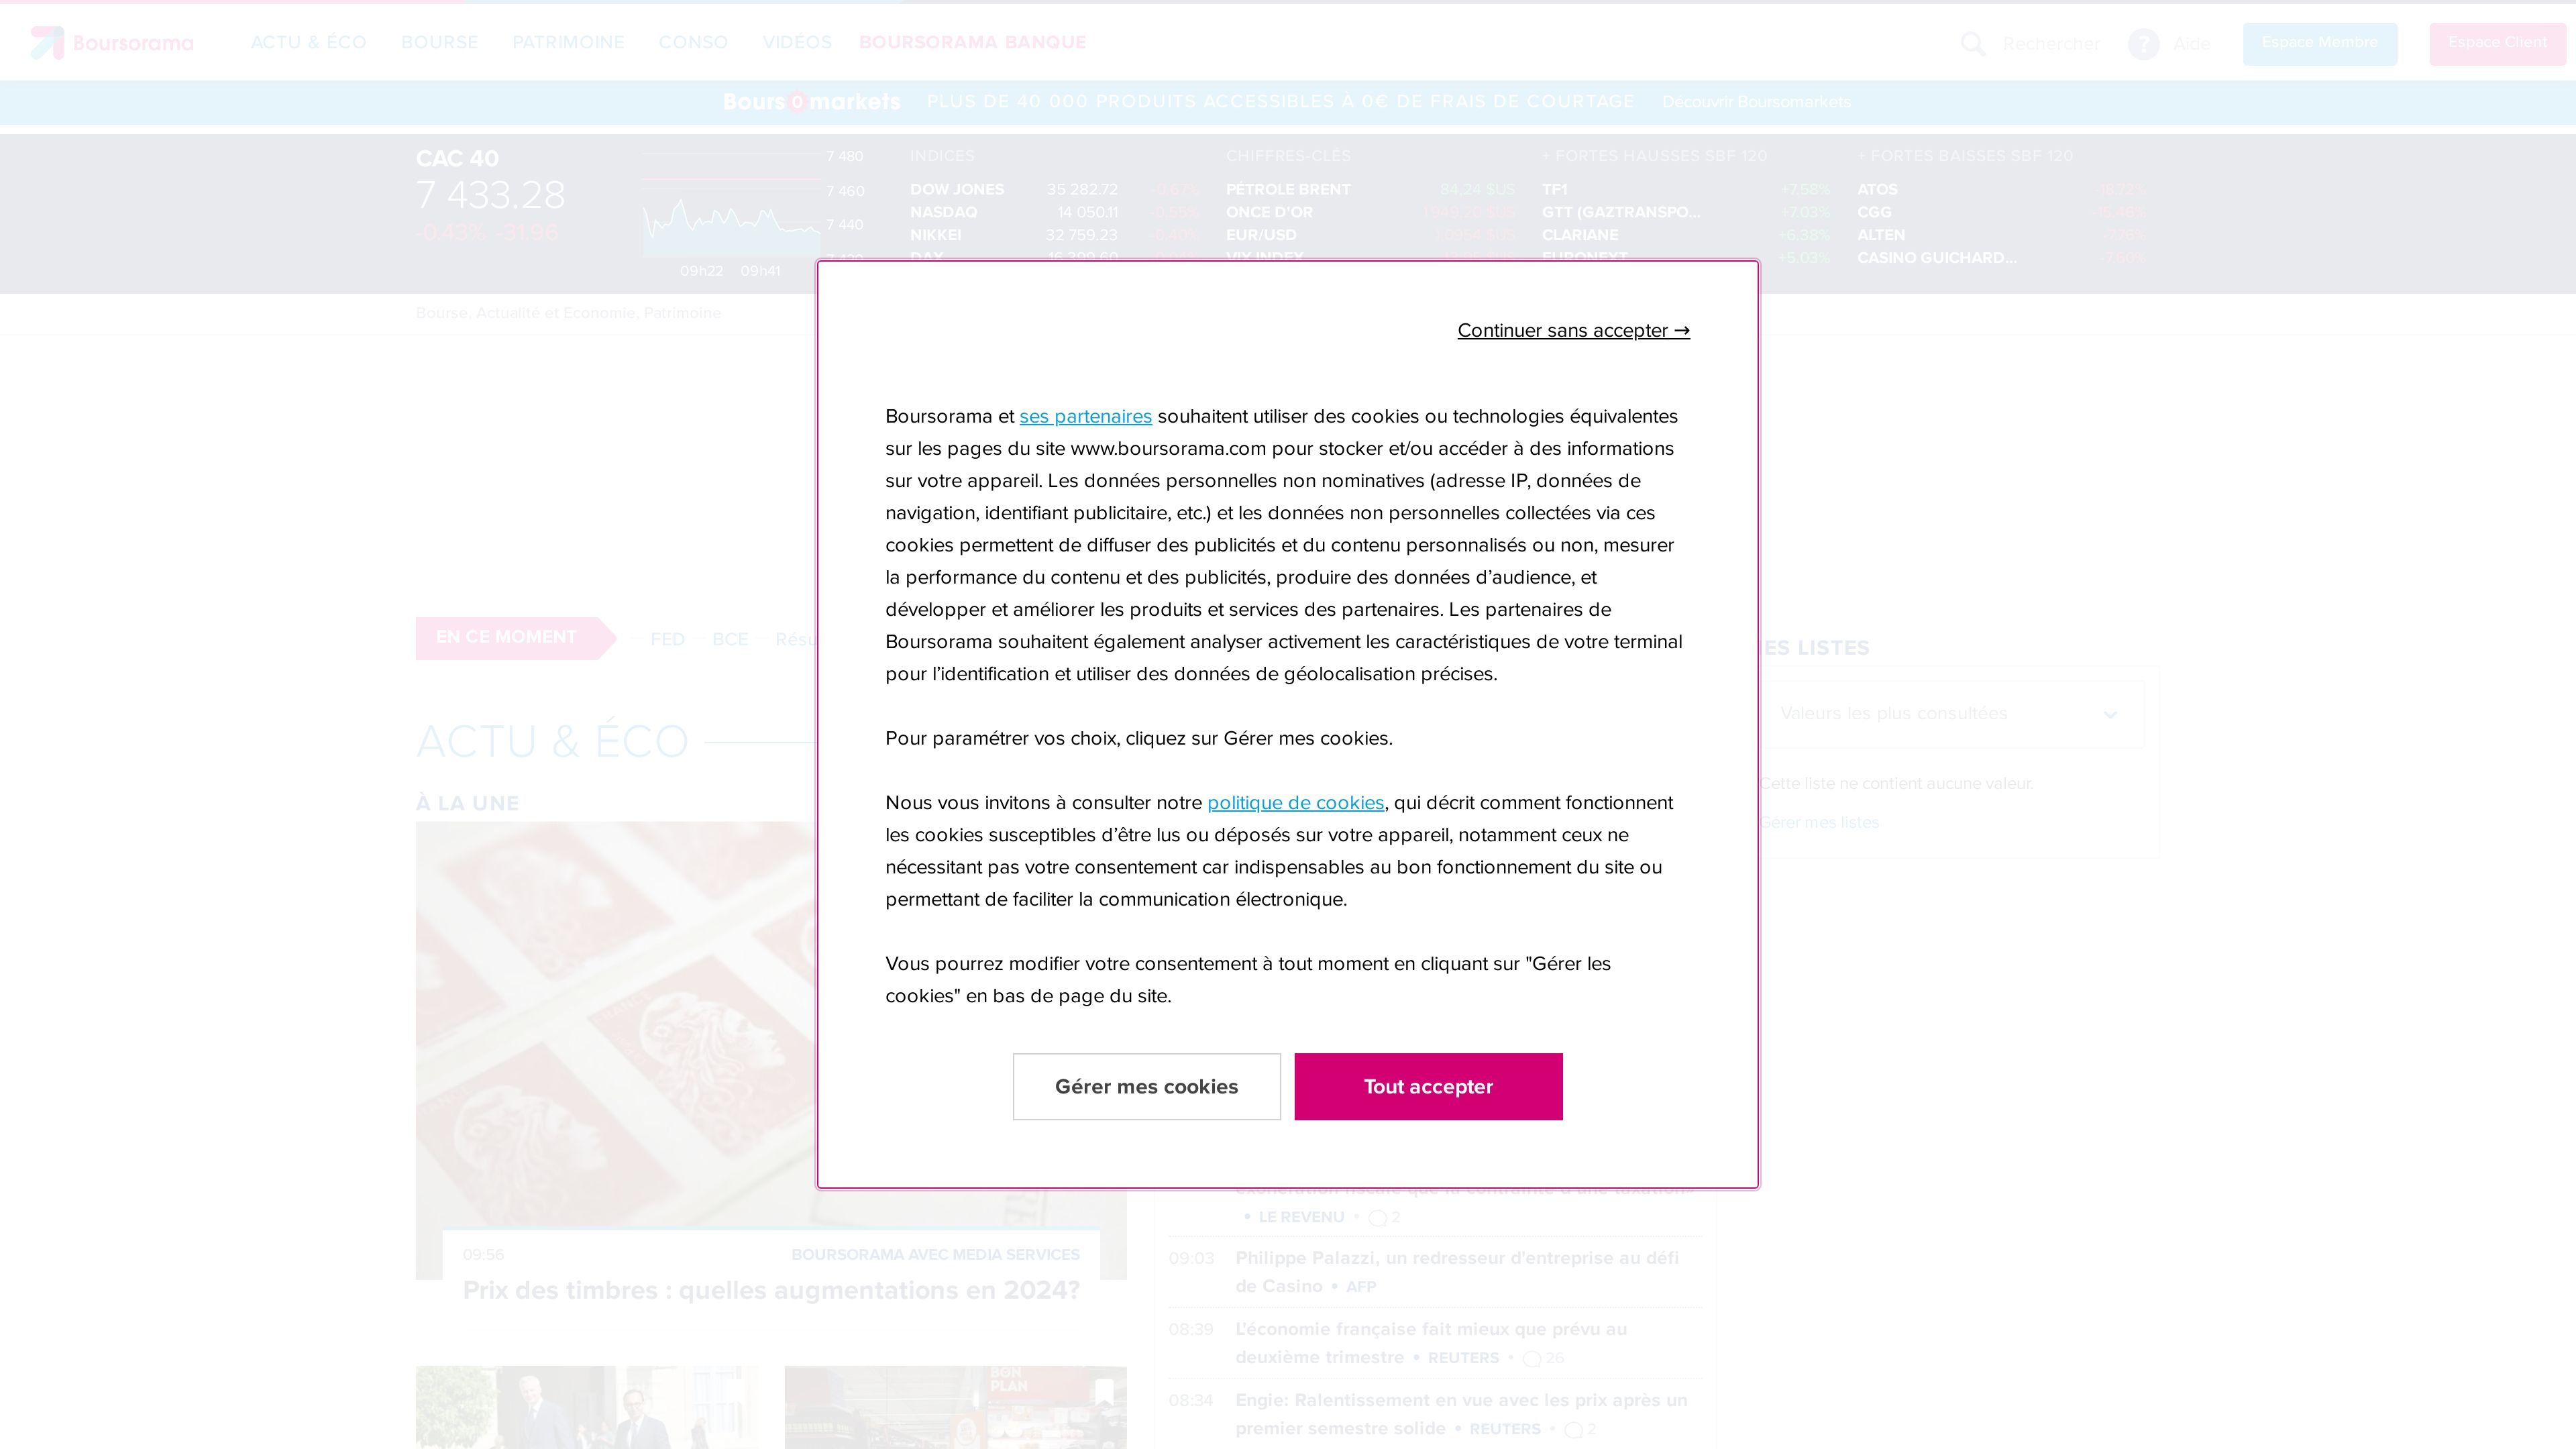 Boursorama
ACTU & ÉCO
BOURSE
PATRIMOINE
CONSO
VIDÉOS
BOURSORAMA BANQUE
Rechercher
Aide
Espace Membre
Espace Client
Bours0markets
PLUS DE 40 000 PRODUITS ACCESSIBLES À 0€ DE FRAIS DE COURTAGE
Découvrir Boursomarkets
CAC 40
7 433.28
-0.43% -31.96
7 480
7 460
7 440
09h22 09h41
INDICES
DOW JONES 35 282.72
NASDAQ 14 050.11
NIKKEI 32 759.23
CHIFFRES-CLÉS
PÉTROLE BRENT 84.24 $US
ONCE D'OR
EUR/USD
+ FORTES HAUSSES SBF 120
TF1 +7.58%
GTT (GAZTRANSPO... +7.03%
CLARIANE +6.38%
EURONEXT +5.03%
+ FORTES BAISSES SBF 120
ATOS
CGG
ALTEN
CASINO GUICHARD...
Bourse, Actualité et Economie, Patrimoine
Continuer sans accepter →
Boursorama et ses partenaires souhaitent utiliser des cookies ou technologies équivalentes
sur les pages du site www.boursorama.com pour stocker et/ou accéder à des informations
sur votre appareil. Les données personnelles non nominatives (adresse IP, données de
navigation, identifiant publicitaire, etc.) et les données non personnelles collectées via ces
cookies permettent de diffuser des publicités et du contenu personnalisés ou non, mesurer
la performance du contenu et des publicités, produire des données d’audience, et
développer et améliorer les produits et services des partenaires. Les partenaires de
Boursorama souhaitent également analyser activement les caractéristiques de votre terminal
pour l’identification et utiliser des données de géolocalisation précises.
Pour paramétrer vos choix, cliquez sur Gérer mes cookies.
Nous vous invitons à consulter notre politique de cookies, qui décrit comment fonctionnent
les cookies susceptibles d’être lus ou déposés sur votre appareil, notamment ceux ne
nécessitant pas votre consentement car indispensables au bon fonctionnement du site ou
permettant de faciliter la communication électronique.
Vous pourrez modifier votre consentement à tout moment en cliquant sur "Gérer les
cookies" en bas de page du site.
Gérer mes cookies
Tout accepter
EN CE MOMENT
FED
BCE
Résu
ACTU & ÉCO
À LA UNE
ES LISTES
Valeurs les plus consultées
Cette liste ne contient aucune valeur.
Gérer mes listes
09:56 BOURSORAMA AVEC MEDIA SERVICES
Prix des timbres : quelles augmentations en 2024?
BON
PLAN
exonération fiscale que la contrainte d'une taxation»
• LE REVENU • 2
09:03 Philippe Palazzi, un redresseur d'entreprise au défi
de Casino • AFP
08:39 L'économie française fait mieux que prévu au
deuxième trimestre • REUTERS • 26
08:34 Engie: Ralentissement en vue avec les prix après un
premier semestre solide • REUTERS • 2